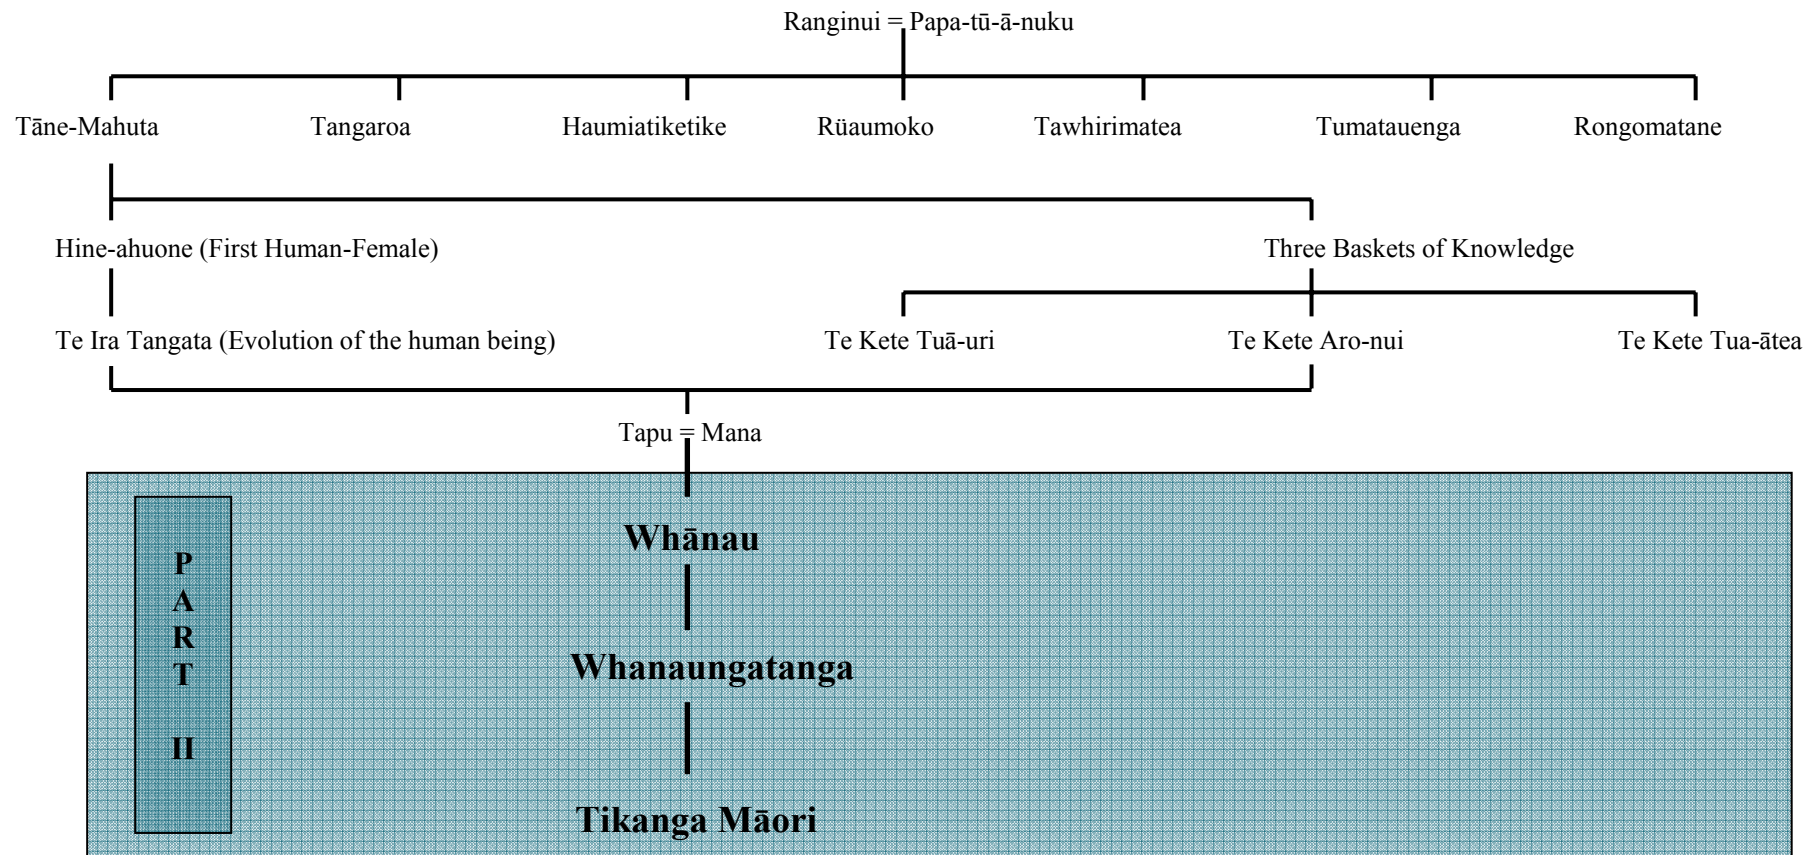 Ranginui = Papa-tū-ā-nuku
Tāne-Mahuta Tangaroa Haumiatiketike Rüaumoko Tawhirimatea Tumatauenga Rongomatane
Hine-ahuone (First Human-Female) Three Baskets of Knowledge
Te Ira Tangata (Evolution of the human being) Te Kete Tuā-uri Te Kete Aro-nui Te Kete Tua-ātea
Tapu = Mana
PART II
Whānau
Whanaungatanga
Tikanga Māori